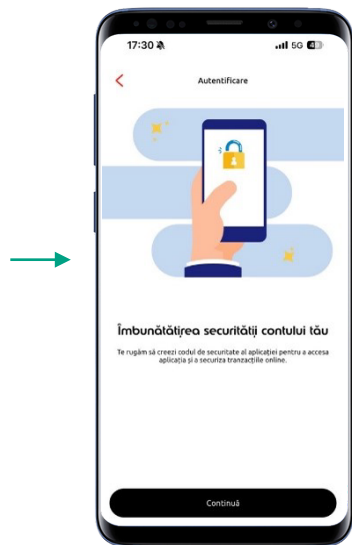 17:30
5G
Autentificare
Îmbunătățirea securității contului tău
Te rugăm să creezi codul de securitate al aplicației pentru a accesa
aplicația și a securiza tranzacțiile online.
Continuă